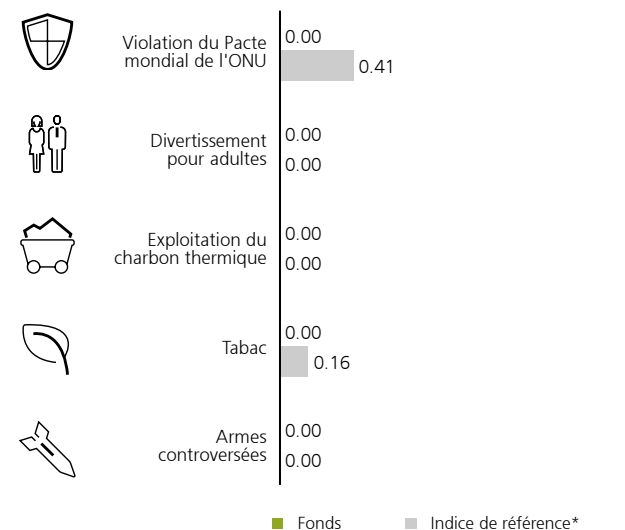 Violation du Pacte
mondial de l'ONU
0.00
0.41
Divertissement
pour adultes
0.00
0.00
Exploitation du
charbon thermique
0.00
0.00
Tabac
0.00
0.16
Armes
controversées
0.00
0.00
Fonds
Indice de référence*